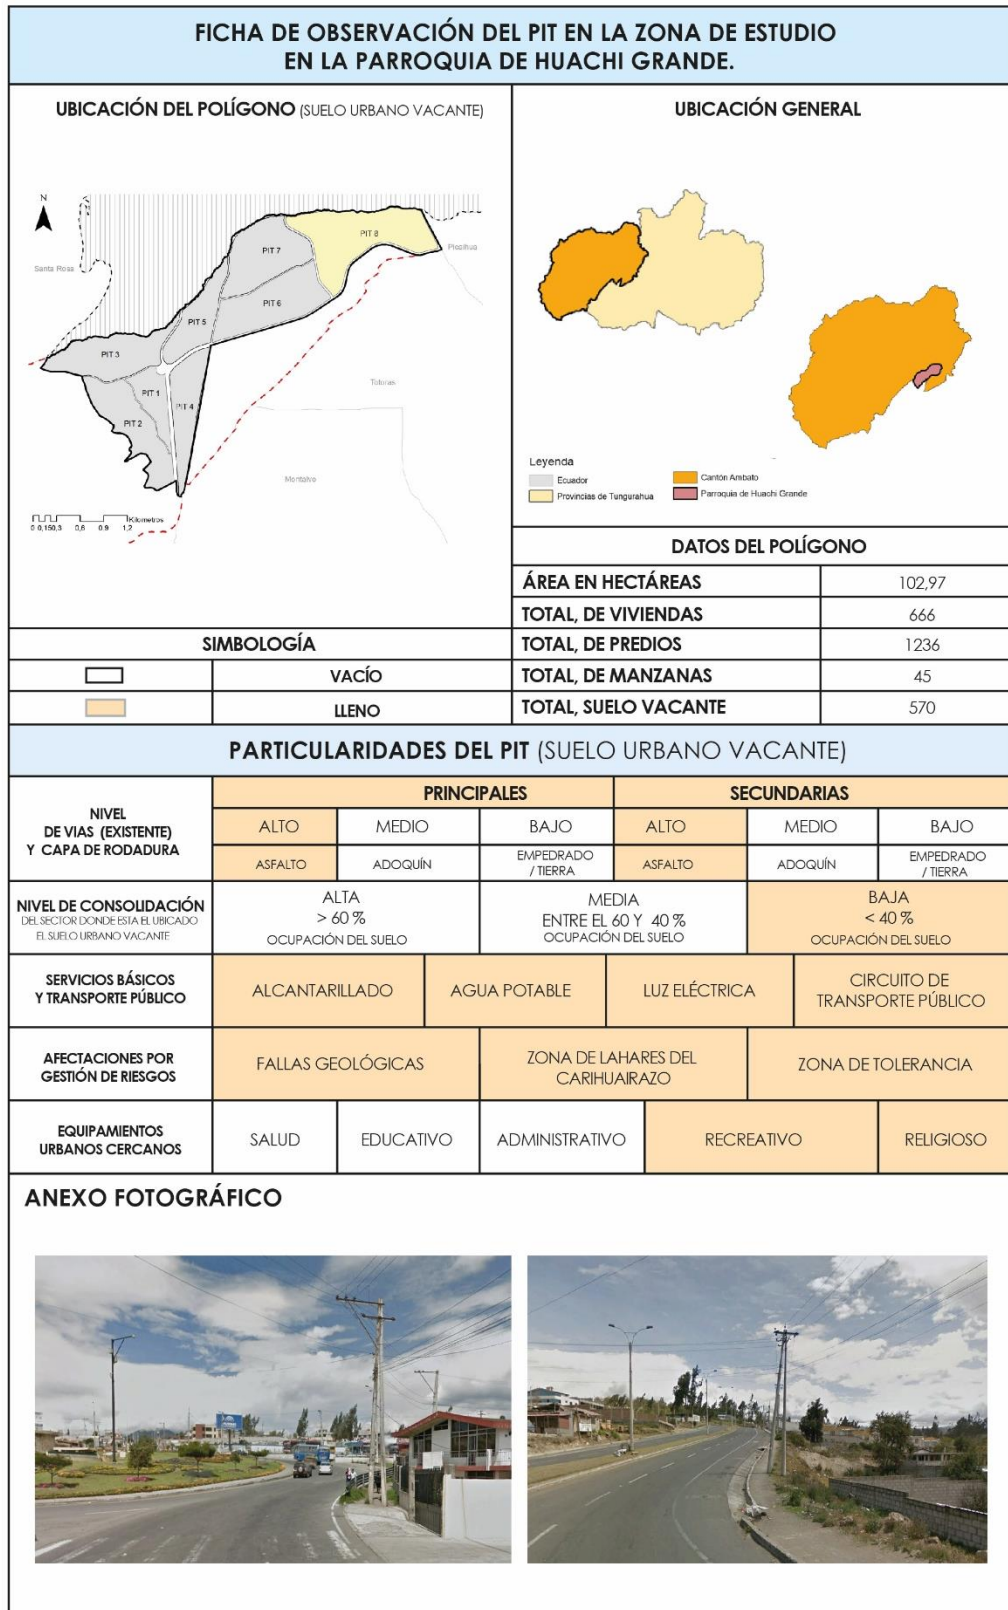 FICHA DE OBSERVACIÓN DEL PIT EN LA ZONA DE ESTUDIO
EN LA PARROQUIA DE HUACHI GRANDE.
UBICACIÓN DEL POLÍGONO (SUELO URBANO VACANTE)
N
Santa Rosa
PIT 7
PIT 8
Picaihua
PIT 6
PIT 5
PIT 3
PIT 1
PIT 4
PIT 2
Totoras
Montalvo
Kilometros
0 0,150,3 0,6 0,9 1,2
UBICACIÓN GENERAL
Leyenda
Ecuador
Provincias de Tungurahua
Cantón Ambato
Parroquia de Huachi Grande
DATOS DEL POLÍGONO
ÁREA EN HECTÁREAS 102,97
TOTAL, DE VIVIENDAS 666
TOTAL, DE PREDIOS 1236
TOTAL, DE MANZANAS 45
TOTAL, SUELO VACANTE 570
SIMBOLOGÍA
VACÍO
LLENO
PARTICULARIDADES DEL PIT (SUELO URBANO VACANTE)
NIVEL
DE VIAS (EXISTENTE)
Y CAPA DE RODADURA
PRINCIPALES SECUNDARIAS
ALTO MEDIO BAJO ALTO MEDIO BAJO
ASFALTO ADOQUÍN EMPEDRADO / TIERRA ASFALTO ADOQUÍN EMPEDRADO / TIERRA
NIVEL DE CONSOLIDACIÓN
DEL SECTOR DONDE ESTA EL UBICADO
EL SUELO URBANO VACANTE
ALTA
> 60 %
OCUPACIÓN DEL SUELO
MEDIA
ENTRE EL 60 Y 40 %
OCUPACIÓN DEL SUELO
BAJA
< 40 %
OCUPACIÓN DEL SUELO
SERVICIOS BÁSICOS
Y TRANSPORTE PÚBLICO
ALCANTARILLADO
AGUA POTABLE
LUZ ELÉCTRICA
CIRCUITO DE
TRANSPORTE PÚBLICO
AFECTACIONES POR
GESTIÓN DE RIESGOS
FALLAS GEOLÓGICAS
ZONA DE LAHARES DEL
CARIHUAIRAZO
ZONA DE TOLERANCIA
EQUIPAMIENTOS
URBANOS CERCANOS
SALUD
EDUCATIVO
ADMINISTRATIVO
RECREATIVO
RELIGIOSO
ANEXO FOTOGRÁFICO